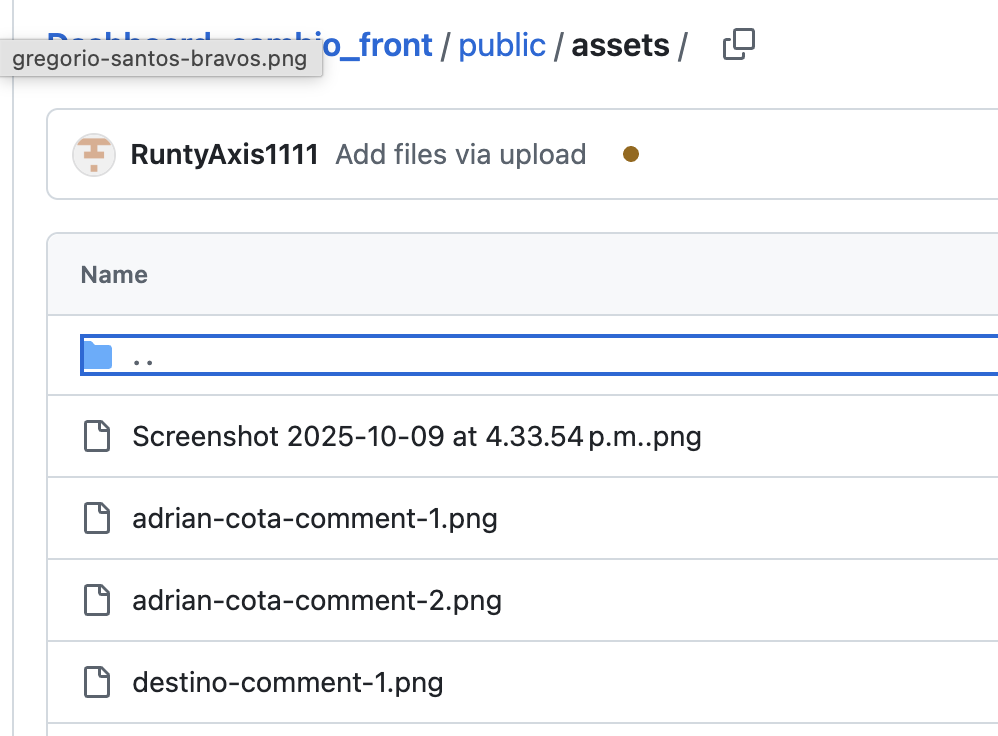 _front / public / assets /
gregorio-santos-bravos.png
RuntyAxis1111 Add files via upload
Name
..
Screenshot 2025-10-09 at 4.33.54 p.m..png
adrian-cota-comment-1.png
adrian-cota-comment-2.png
destino-comment-1.png